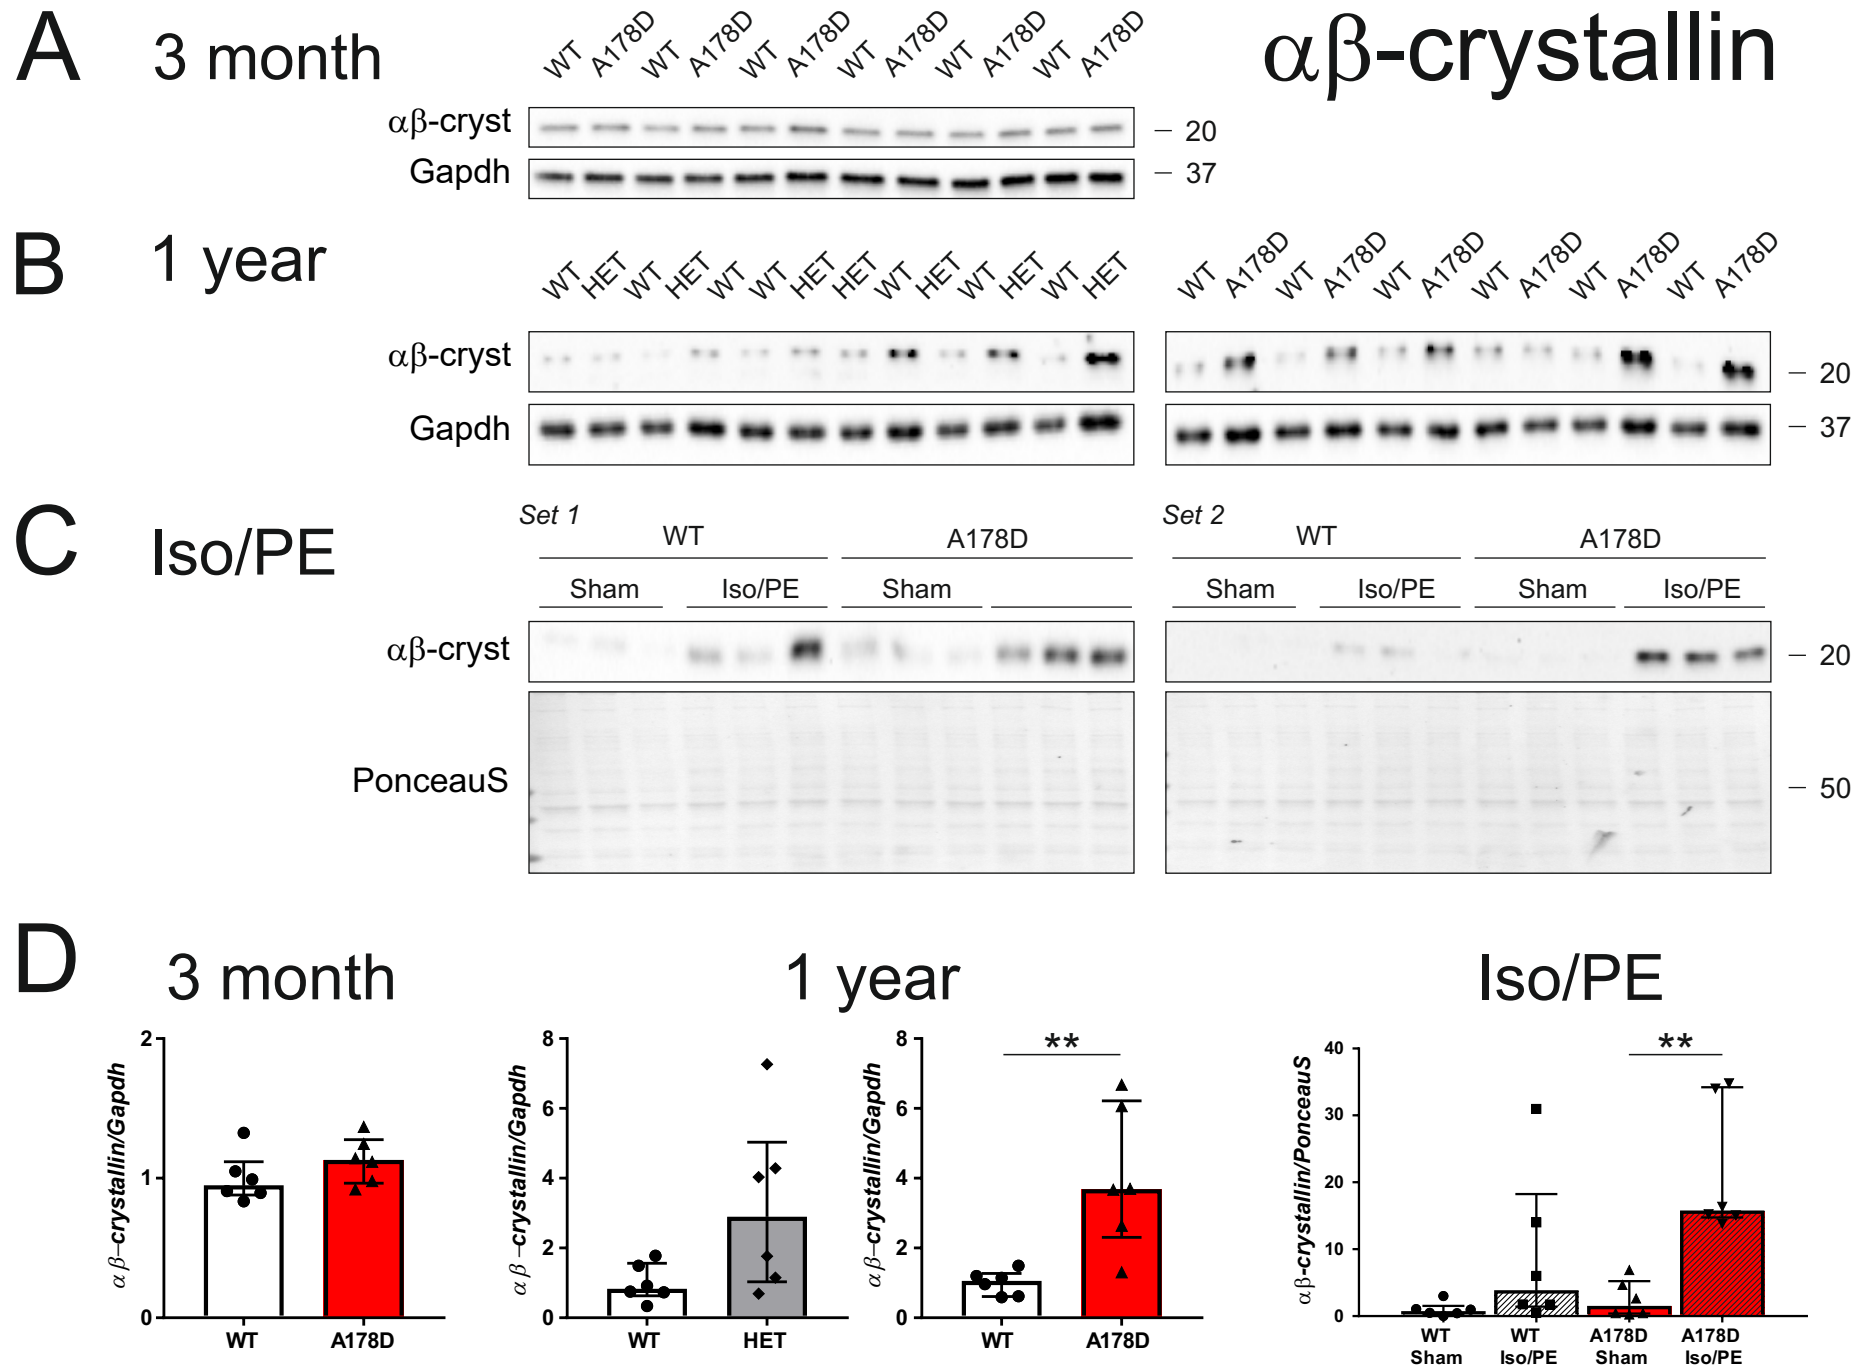 A 3 month
αβ-crystallin
WT A178D WT A178D WT A178D WT A178D WT A178D WT A178D
αβ-cryst
20
Gapdh
37
B 1 year
WT HET WT HET WT WT HET HET WT HET WT HET WT HET
WT A178D WT A178D WT A178D WT A178D WT A178D WT A178D
αβ-cryst
20
Gapdh
37
C Iso/PE
Set 1
WT A178D
Sham Iso/PE Sham
Set 2
WT A178D
Sham Iso/PE Sham Iso/PE
αβ-cryst
20
PonceauS
50
D 3 month
αβ–crystallin/Gapdh
2
1
0
WT A178D
1 year
αβ–crystallin/Gapdh
8
6
4
2
0
WT HET
αβ–crystallin/Gapdh
8
6
4
2
0
**
WT A178D
Iso/PE
αβ-crystallin/PonceauS
40
30
20
10
0
**
WT Sham
WT Iso/PE
A178D Sham
A178D Iso/PE